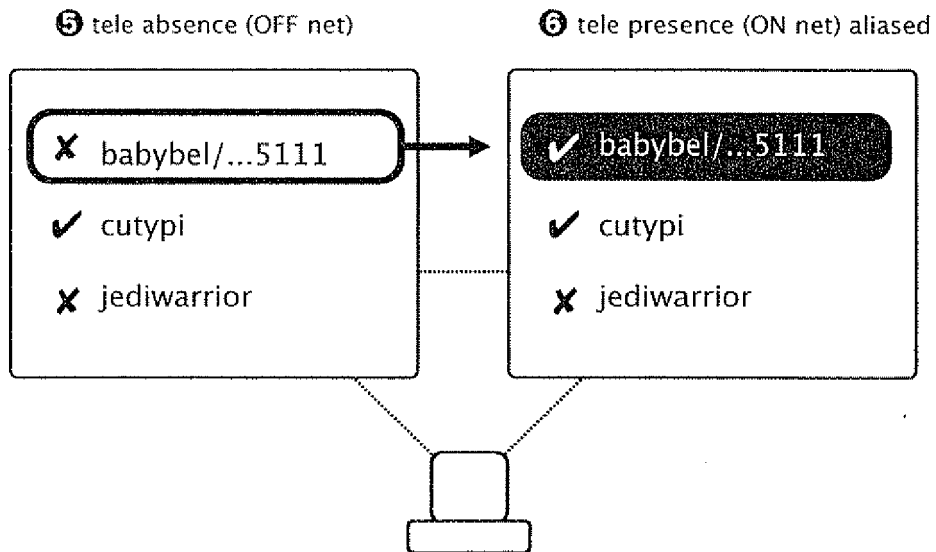 ❺ tele absence (OFF net)
✘ babybel/...5111
✔ cutypi
✘ jediwarrior
❻ tele presence (ON net) aliased
✔ babybel/...5111
✔ cutypi
✘ jediwarrior